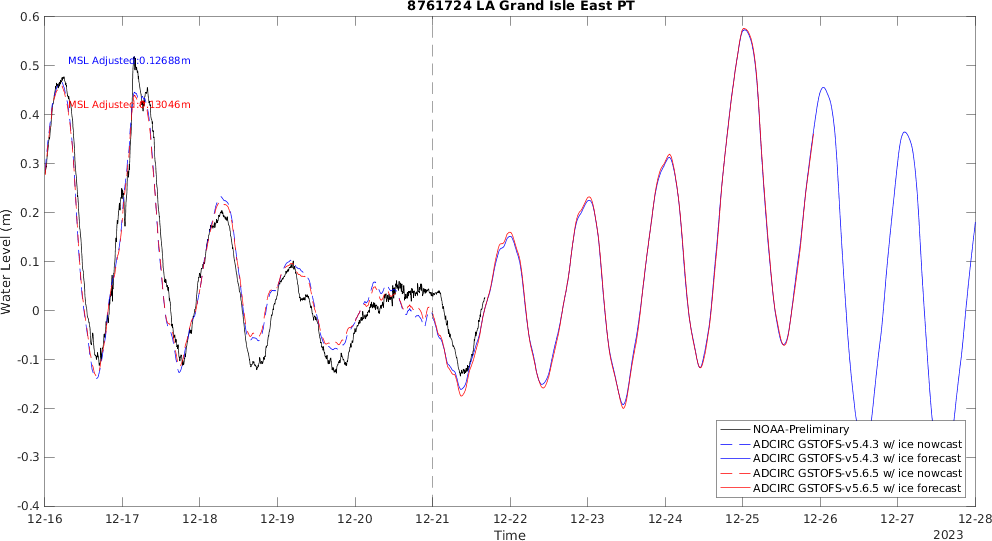 8761724 LA Grand Isle East PT
0.6
0.5
0.4
0.3
0.2
0.1
0
-0.1
-0.2
-0.3
-0.4
Water Level (m)
MSL Adjusted:0.12688m
MSL Adjusted:0.13046m
NOAA-Preliminary
ADCIRC GSTOFS-v5.4.3 w/ ice nowcast
ADCIRC GSTOFS-v5.4.3 w/ ice forecast
ADCIRC GSTOFS-v5.6.5 w/ ice nowcast
ADCIRC GSTOFS-v5.6.5 w/ ice forecast
12-16 12-17 12-18 12-19 12-20 12-21 12-22 12-23 12-24 12-25 12-26 12-27 12-28
Time
2023